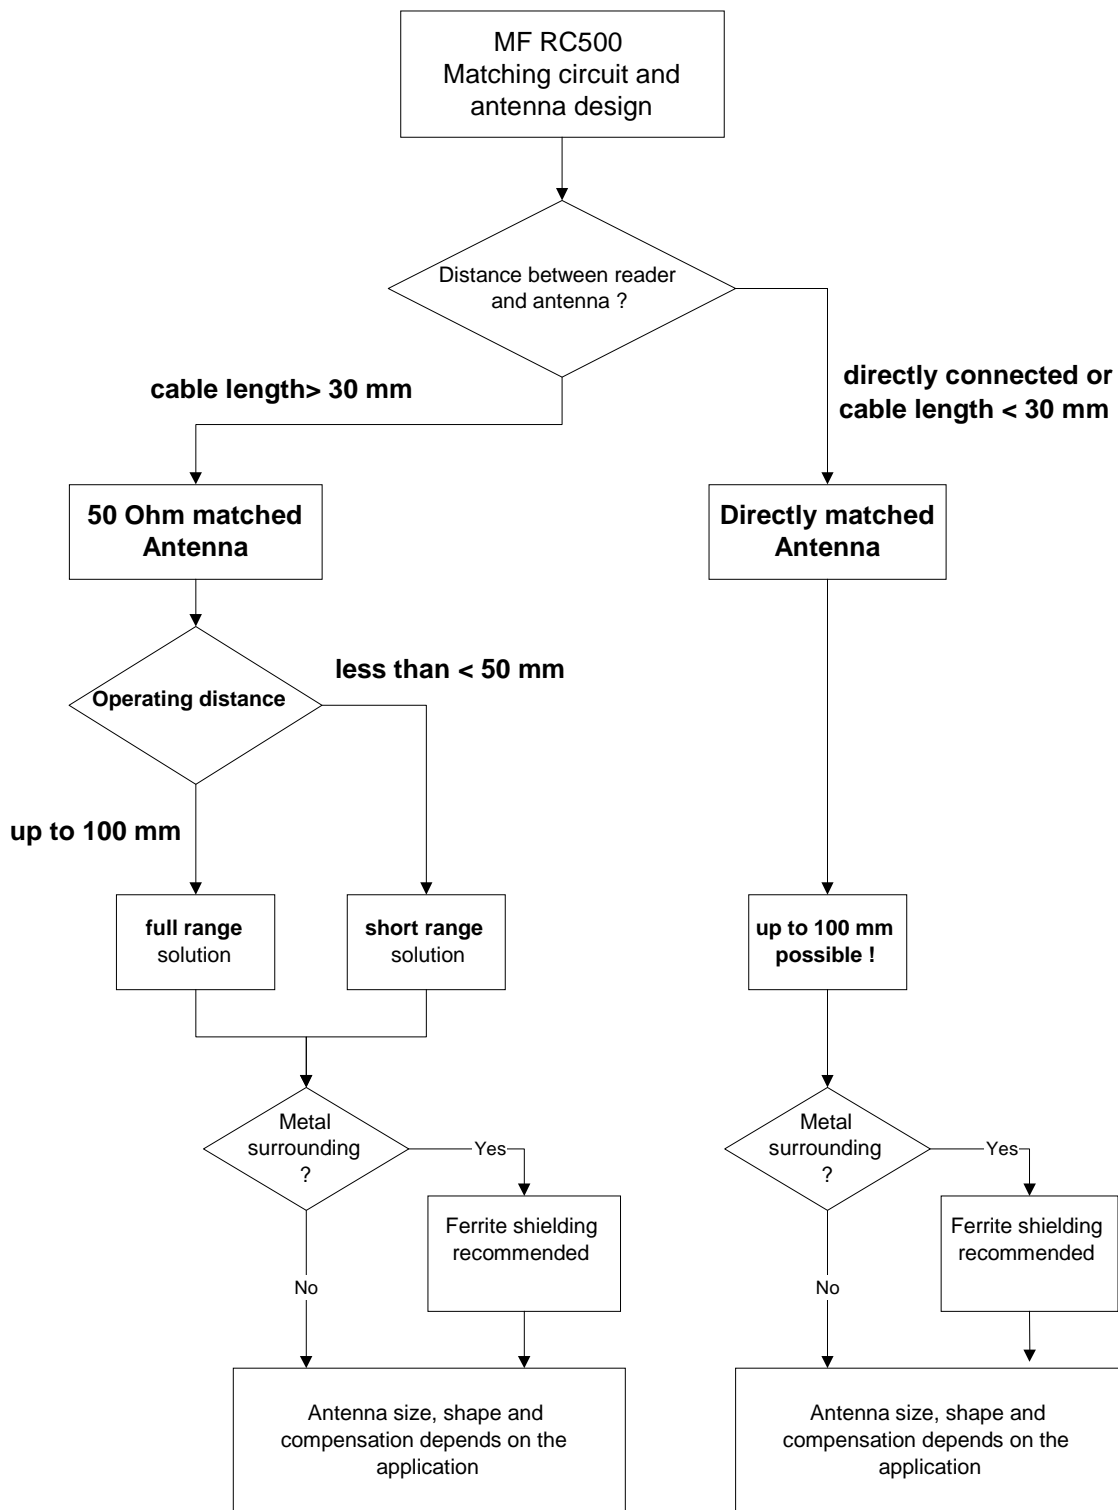 MF RC500
Matching circuit and
antenna design
Distance between reader
and antenna ?
cable length> 30 mm
directly connected or
cable length < 30 mm
50 Ohm matched
Antenna
Directly matched
Antenna
less than < 50 mm
Operating distance
up to 100 mm
full range
solution
short range
solution
up to 100 mm
possible !
Metal
surrounding
?
Yes
Ferrite shielding
recommended
No
Metal
surrounding
?
Yes
Ferrite shielding
recommended
No
Antenna size, shape and
compensation depends on the
application
Antenna size, shape and
compensation depends on the
application